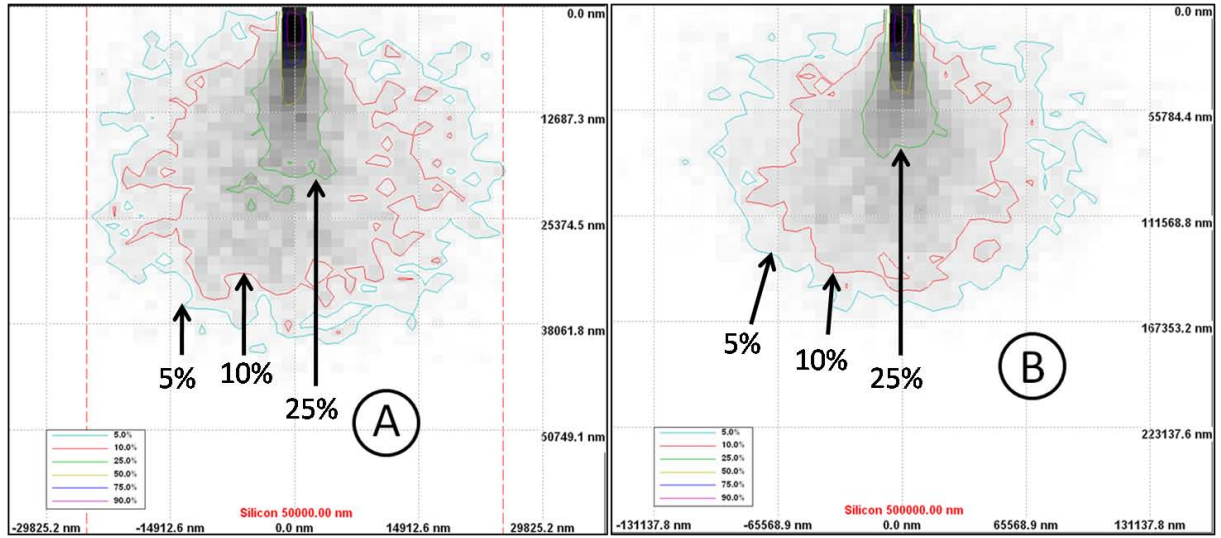 0.0 nm
12687.3 nm
25374.5 nm
38061.8 nm
50749.1 nm
5%
10%
25%
A
5.0%
10.0%
25.0%
50.0%
75.0%
90.0%
Silicon 50000.00 nm
-29825.2 nm -14912.6 nm 0.0 nm 14912.6 nm 29825.2 nm
0.0 nm
55784.4 nm
111568.8 nm
167353.2 nm
223137.6 nm
5%
10%
25%
B
5.0%
10.0%
25.0%
50.0%
75.0%
90.0%
Silicon 500000.00 nm
-131137.8 nm -65568.9 nm 0.0 nm 65568.9 nm 131137.8 nm